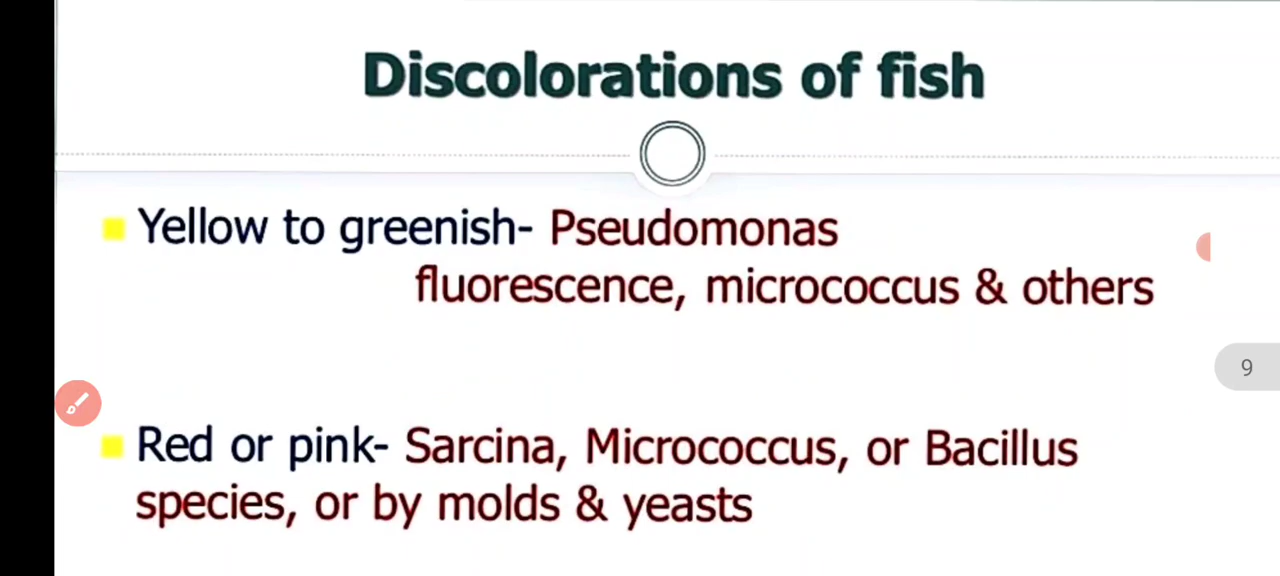 Discolorations of fish
Yellow to greenish- Pseudomonas
fluorescence, micrococcus & others
9
Red or pink- Sarcina, Micrococcus, or Bacillus
species, or by molds & yeasts